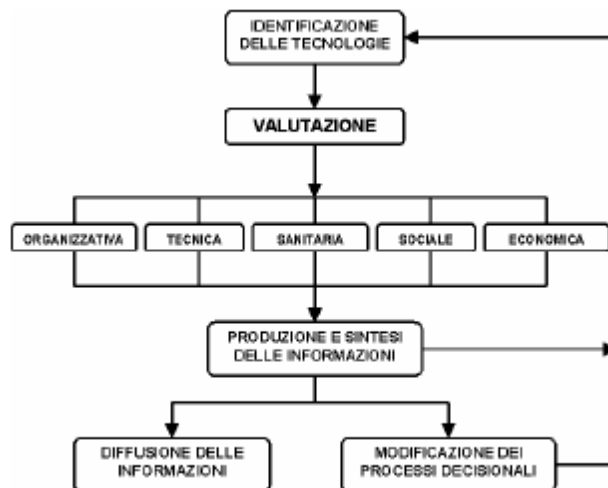 IDENTIFICAZIONE
DELLE TECNOLOGIE
VALUTAZIONE
ORGANIZZATIVA
TECNICA
SANITARIA
SOCIALE
ECONOMICA
PRODUZIONE E SINTESI
DELLE INFORMAZIONI
DIFFUSIONE DELLE
INFORMAZIONI
MODIFICAZIONE DEI
PROCESSI DECISIONALI